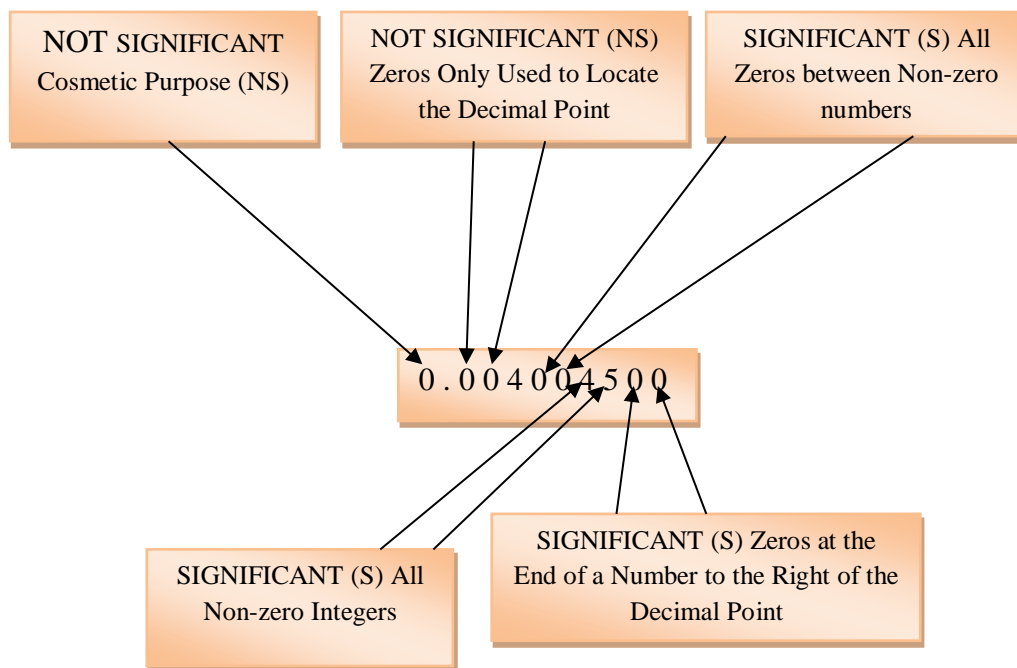 NOT SIGNIFICANT
Cosmetic Purpose (NS)
NOT SIGNIFICANT (NS)
Zeros Only Used to Locate
the Decimal Point
SIGNIFICANT (S) All
Zeros between Non-zero
numbers
0.004004500
SIGNIFICANT (S) All
Non-zero Integers
SIGNIFICANT (S) Zeros at the
End of a Number to the Right of the
Decimal Point